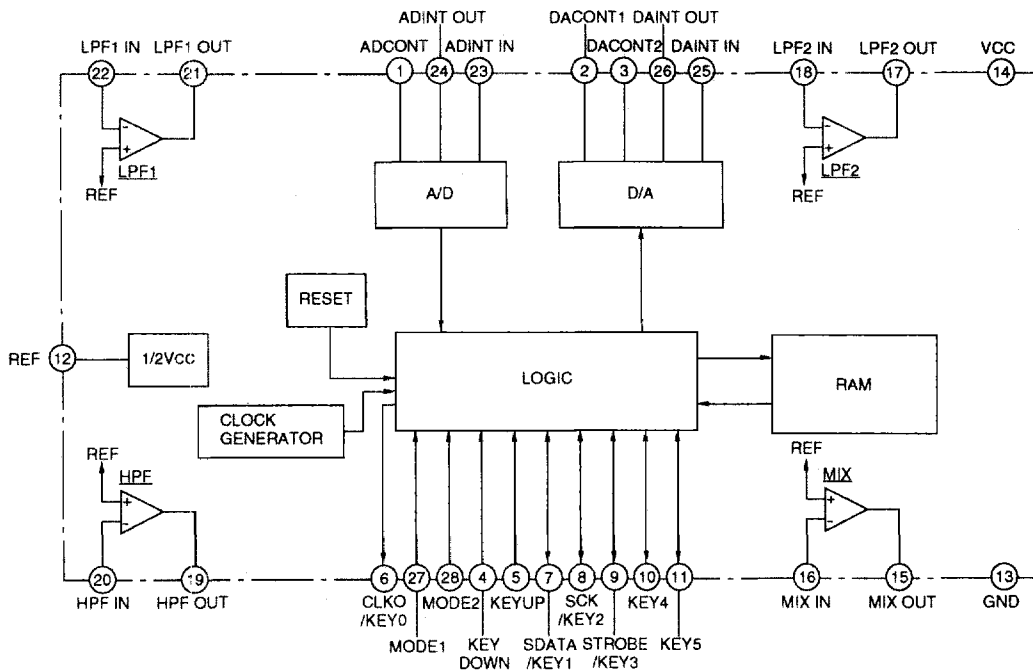 ADINT OUT
DACONT1 DAINT OUT
LPF1 IN LPF1 OUT
ADCONT ADINT IN
DACONT2 DAINT IN
LPF2 IN LPF2 OUT
VCC
22 21 1 24 23 2 3 26 25 18 17 14
-
+
LPF1
REF
A/D
D/A
-
+
LPF2
REF
RESET
REF 12
1/2VCC
LOGIC
RAM
CLOCK
GENERATOR
REF
HPF
+
-
REF
MIX
+
-
20 19 6 27 28 4 5 7 8 9 10 11 16 15 13
HPF IN HPF OUT
CLKO
/KEY0
MODE2 KEYUP
SCK
/KEY2
KEY4
MIX IN MIX OUT
GND
MODE1
KEY
DOWN
SDATA
/KEY1
STROBE
/KEY3
KEY5